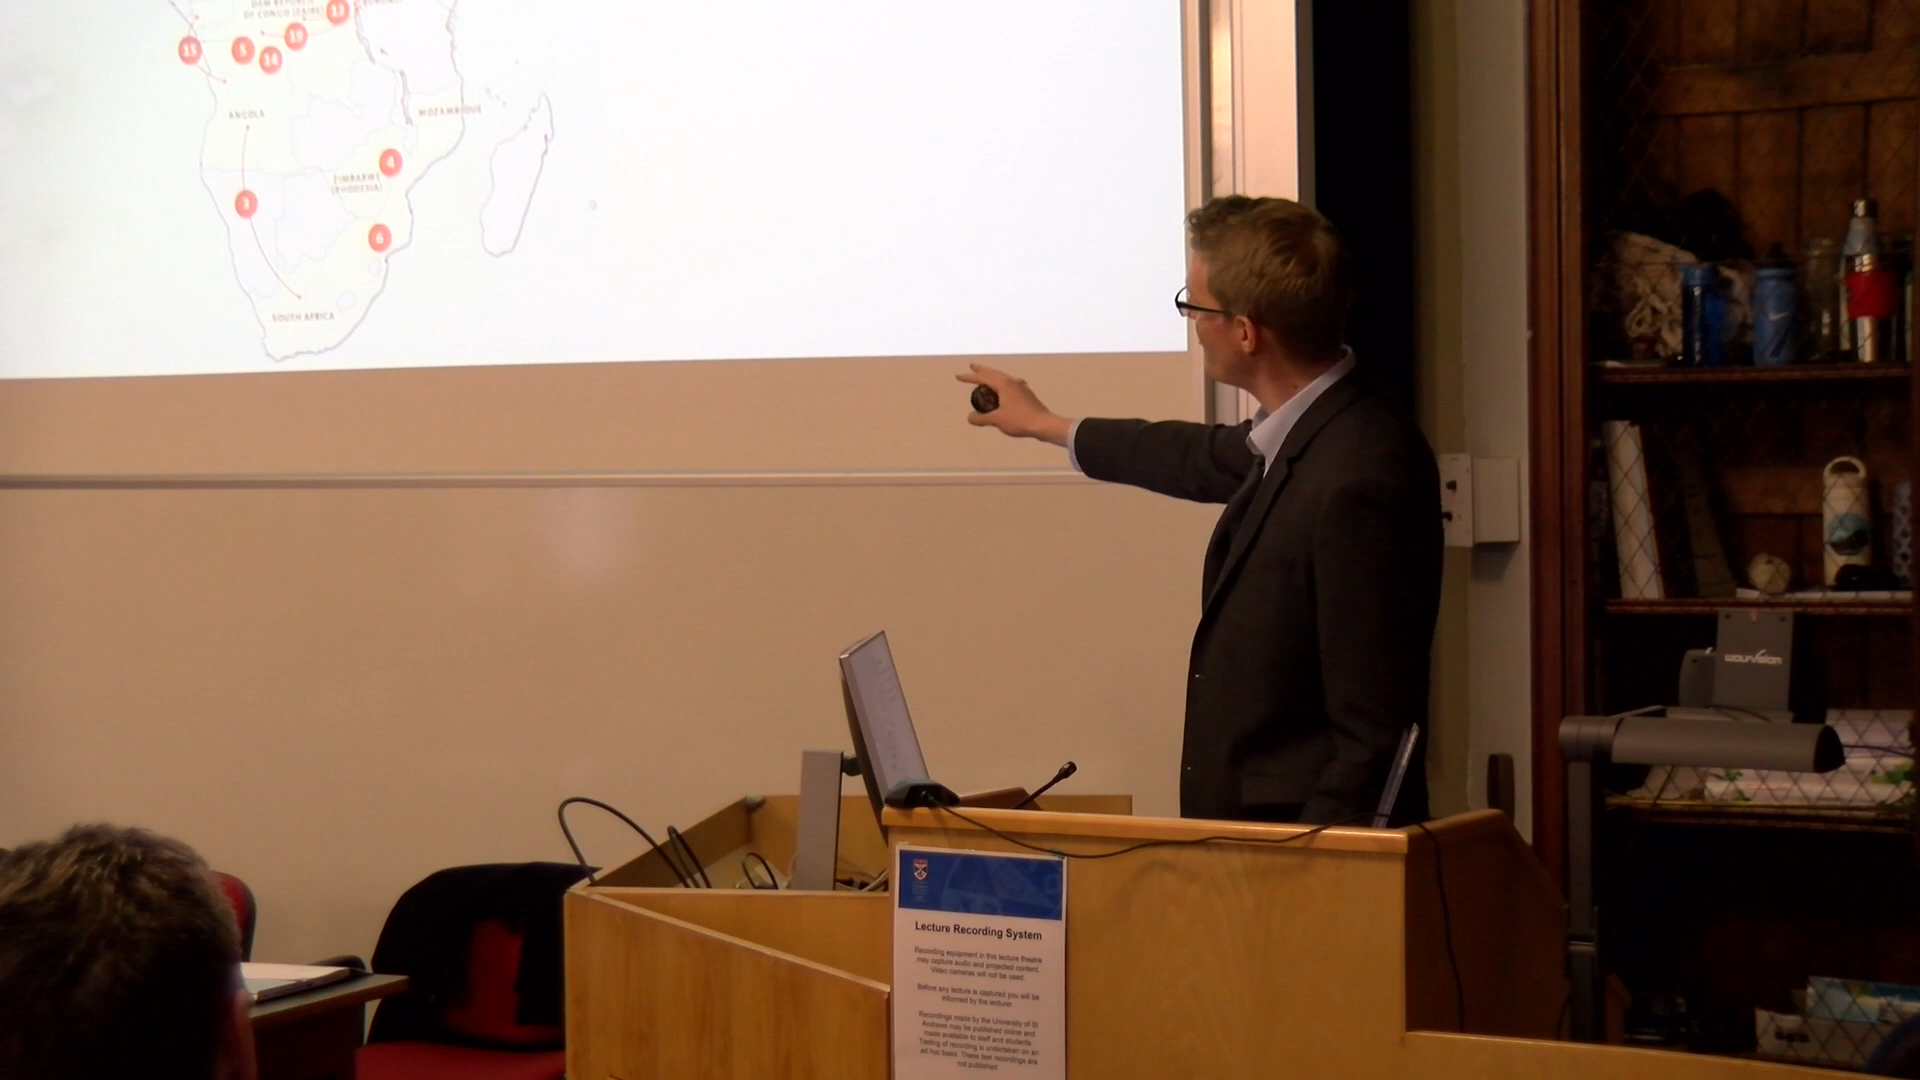 DEM REPUBLIC
OF CONGO (ZAIRE)
BURUNDI
13
15
5
19
14
ANGOLA
MOZAMBIQUE
4
ZIMBABWE
(RHODESIA)
3
6
SOUTH AFRICA
WOLFVISION
Lecture Recording System
Recording equipment in this lecture theatre
may capture audio and projected content.
Video cameras will not be used.
Before any lecture is captured you will be
informed by the lecturer
Recordings made by the University of St
Andrews may be published online and
made available to staff and students
Testing of recording is undertaken on an
ad hoc basis. These test recordings are
not published